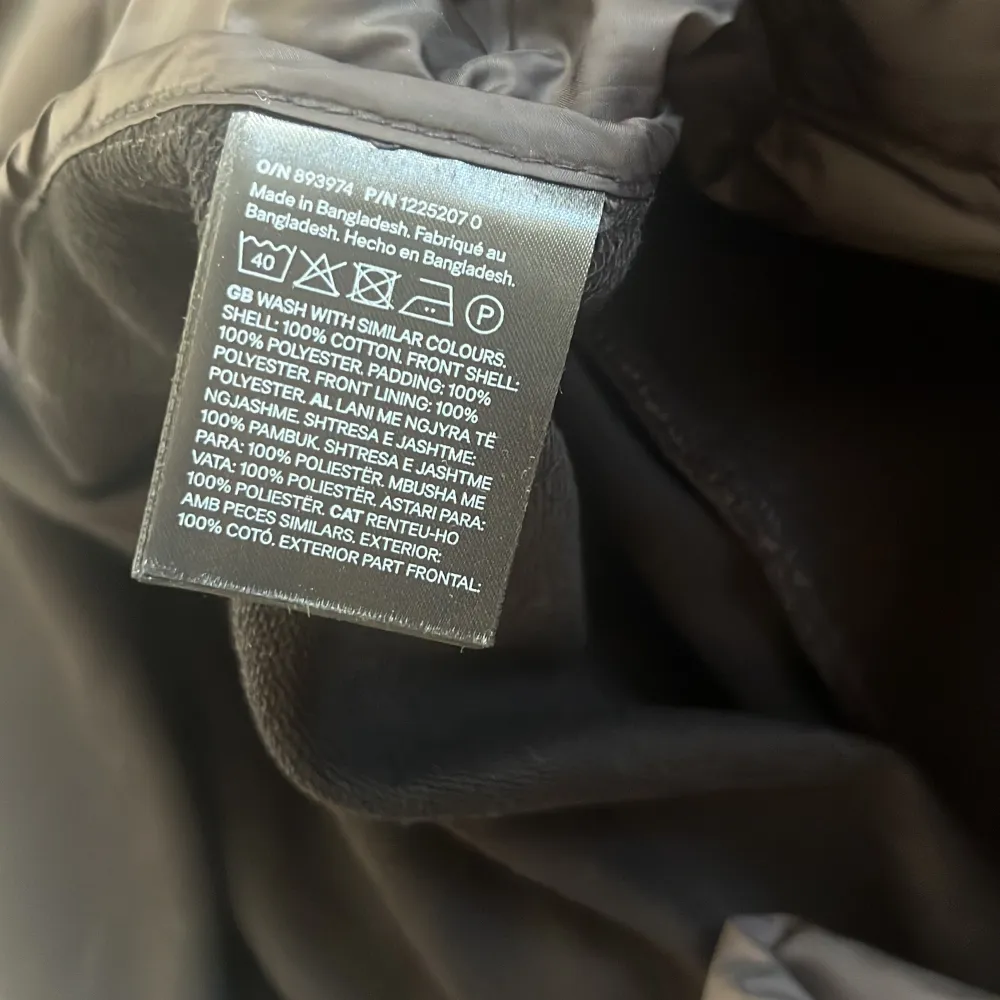 O/N 893974 P/N 1225207 0
Made in Bangladesh. Fabriqué au
Bangladesh. Hecho en Bangladesh.
40 P
GB WASH WITH SIMILAR COLOURS.
SHELL: 100% COTTON. FRONT SHELL:
100% POLYESTER. PADDING: 100%
POLYESTER. FRONT LINING: 100%
POLYESTER. AL LANI ME NGJYRA TË
NGJASHME. SHTRESA E JASHTME:
100% PAMBUK. SHTRESA E JASHTME
PARA: 100% POLIESTËR. MBUSHA ME
VATA: 100% POLIESTËR. ASTARI PARA:
100% POLIESTËR. CAT RENTEU-HO
AMB PECES SIMILARS. EXTERIOR:
100% COTÓ. EXTERIOR PART FRONTAL: